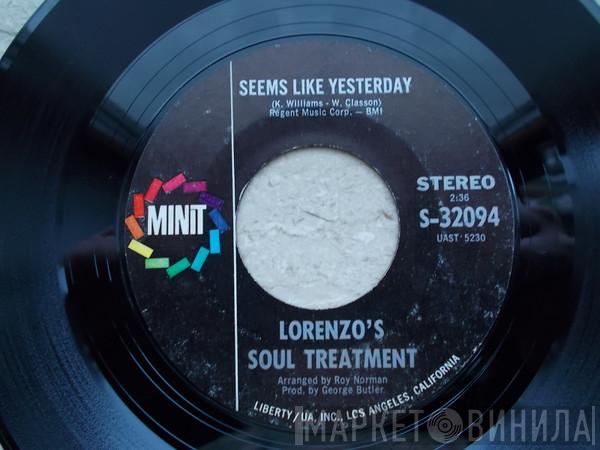 SEEMS LIKE YESTERDAY
(K. Williams - W. Classon)
Regent Music Corp. — BMI
MINIT
STEREO
2:36
S-32094
UAST 5230
LORENZO'S
SOUL TREATMENT
Arranged by Roy Norman
Prod. by George Butler
LIBERTY/UA, INC., LOS ANGELES, CALIFORNIA
МАРКЕТ ВИНИЛА